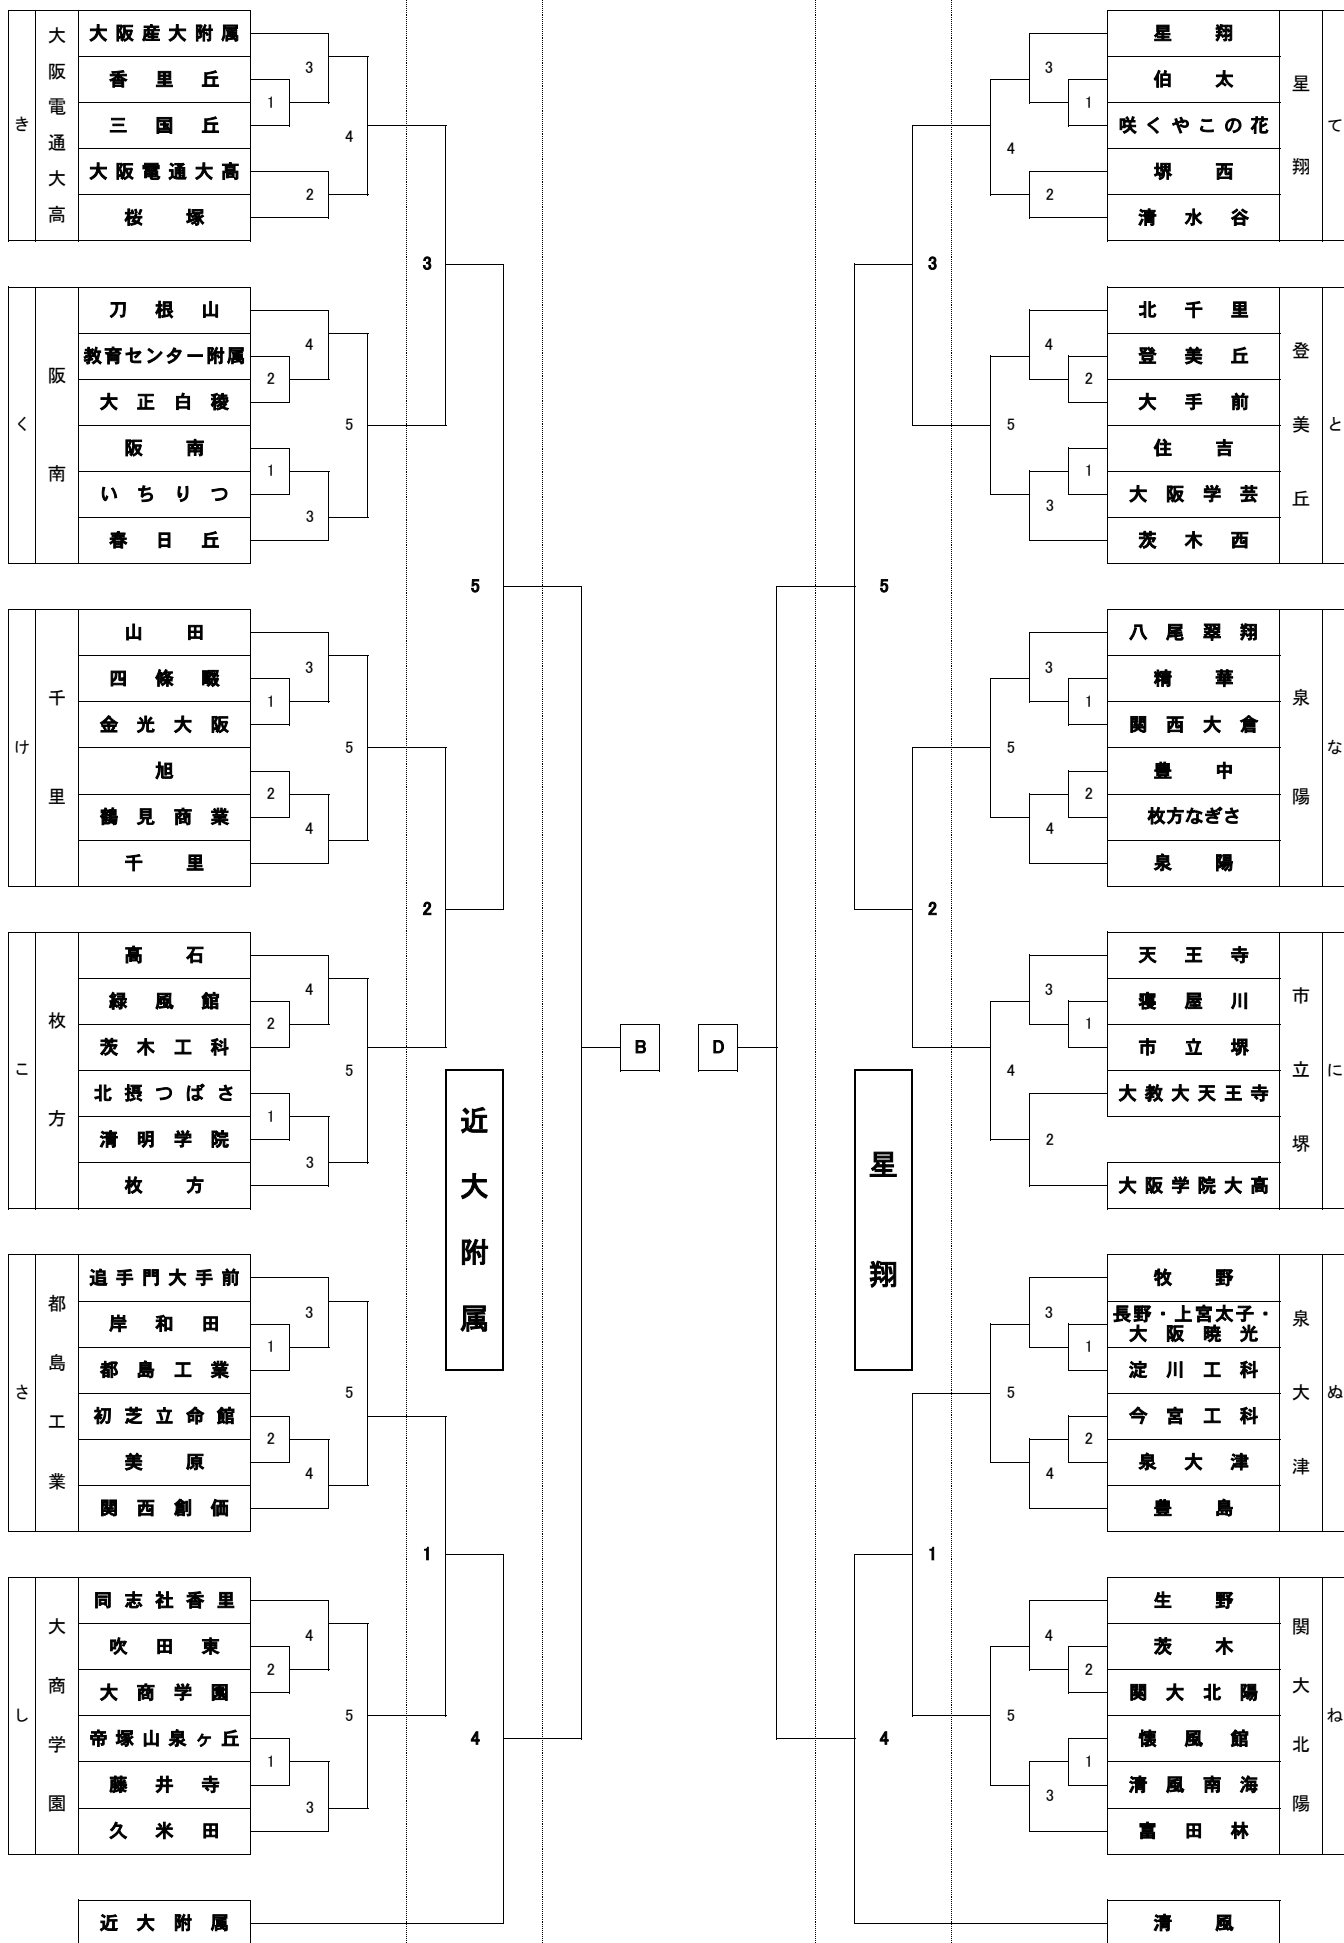 き
大阪電通大高
大阪産大附属
香里丘
三国丘
大阪電通大高
桜塚
1
3
2
4
く
阪南
刀根山
教育センター附属
大正白稜
阪南
いちりつ
春日丘
2
4
1
3
5
3
け
千里
山田
四條畷
金光大阪
旭
鶴見商業
千里
1
3
2
4
5
こ
枚方
高石
緑風館
茨木工科
北摂つばさ
清明学院
枚方
2
4
1
3
5
2
5
さ
都島工業
追手門大手前
岸和田
都島工業
初芝立命館
美原
関西創価
1
3
2
4
5
し
大商学園
同志社香里
吹田東
大商学園
帝塚山泉ヶ丘
藤井寺
久米田
2
4
1
3
5
1
4
近大附属
近大附属
B
D
星翔
て
星翔
星翔
伯太
咲くやこの花
堺西
清水谷
1
3
2
4
と
登美丘
北千里
登美丘
大手前
住吉
大阪学芸
茨木西
2
4
1
3
5
3
な
泉陽
八尾翠翔
精華
関西大倉
豊中
枚方なぎさ
泉陽
1
3
2
4
5
に
市立堺
天王寺
寝屋川
市立堺
大教大天王寺
大阪学院大高
1
3
2
4
2
5
ぬ
泉大津
牧野
長野・上宮太子・
大阪暁光
淀川工科
今宮工科
泉大津
豊島
1
3
2
4
5
ね
関大北陽
生野
茨木
関大北陽
懐風館
清風南海
富田林
2
4
1
3
5
1
4
清風